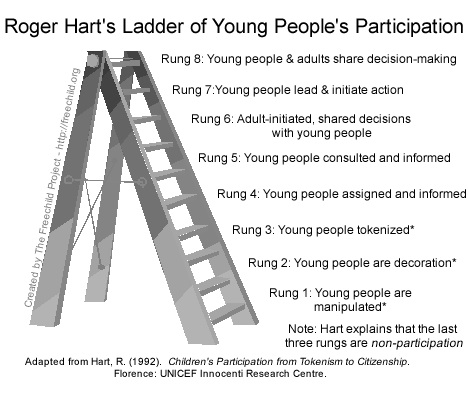 Roger Hart's Ladder of Young People's Participation
Rung 8: Young people & adults share decision-making
Rung 7:Young people lead & initiate action
Rung 6: Adult-initiated, shared decisions
with young people
Rung 5: Young people consulted and informed
Rung 4: Young people assigned and informed
Rung 3: Young people tokenized*
Rung 2: Young people are decoration*
Rung 1: Young people are
manipulated*
Note: Hart explains that the last
three rungs are non-participation
Created by The Freechild Project - http://freechild.org
Adapted from Hart, R. (1992). Children's Participation from Tokenism to Citizenship.
Florence: UNICEF Innocenti Research Centre.